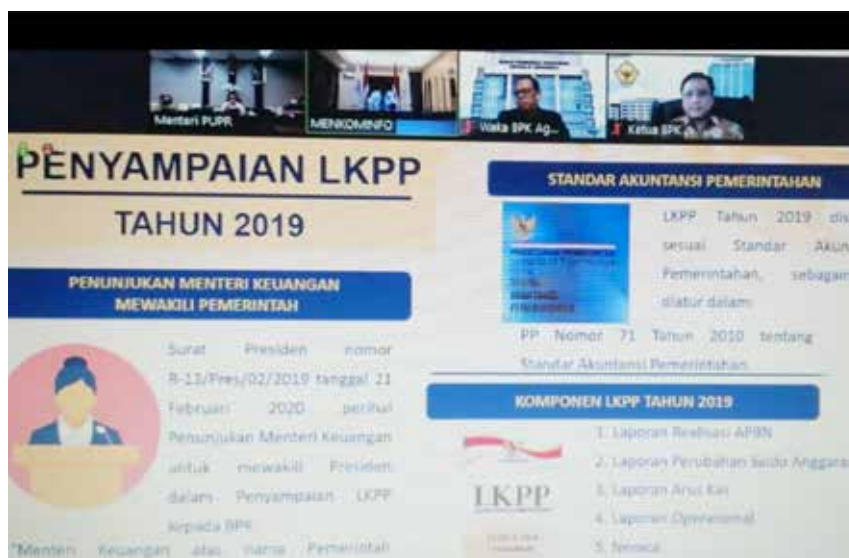 Menteri PUPR
MENKOMINFO
Waka BPK Ag...
Ketua BPK
PENYAMPAIAN LKPP
TAHUN 2019
PENUNJUKAN MENTERI KEUANGAN
MEWAKILI PEMERINTAH
Surat Presiden nomor
R-13/Pres/02/2019 tanggal 21
Februari 2020 perihal
Penunjukan Menteri Keuangan
untuk mewakili Presiden
dalam Penyampaian LKPP
kepada BPK
"Menteri Keuangan atas nama Pemerintah
STANDAR AKUNTANSI PEMERINTAHAN
LKPP Tahun 2019 dis
sesuai Standar Akun
Pemerintahan, sebagaim
diatur dalam:
PP Nomor 71 Tahun 2010 tentang
Standar Akuntansi Pemerintahan.
KOMPONEN LKPP TAHUN 2019
LKPP
1. Laporan Realisasi APBN
2. Laporan Perubahan Saldo Anggara
3. Laporan Arus Kas
4. Laporan Operasional
5. Neraca